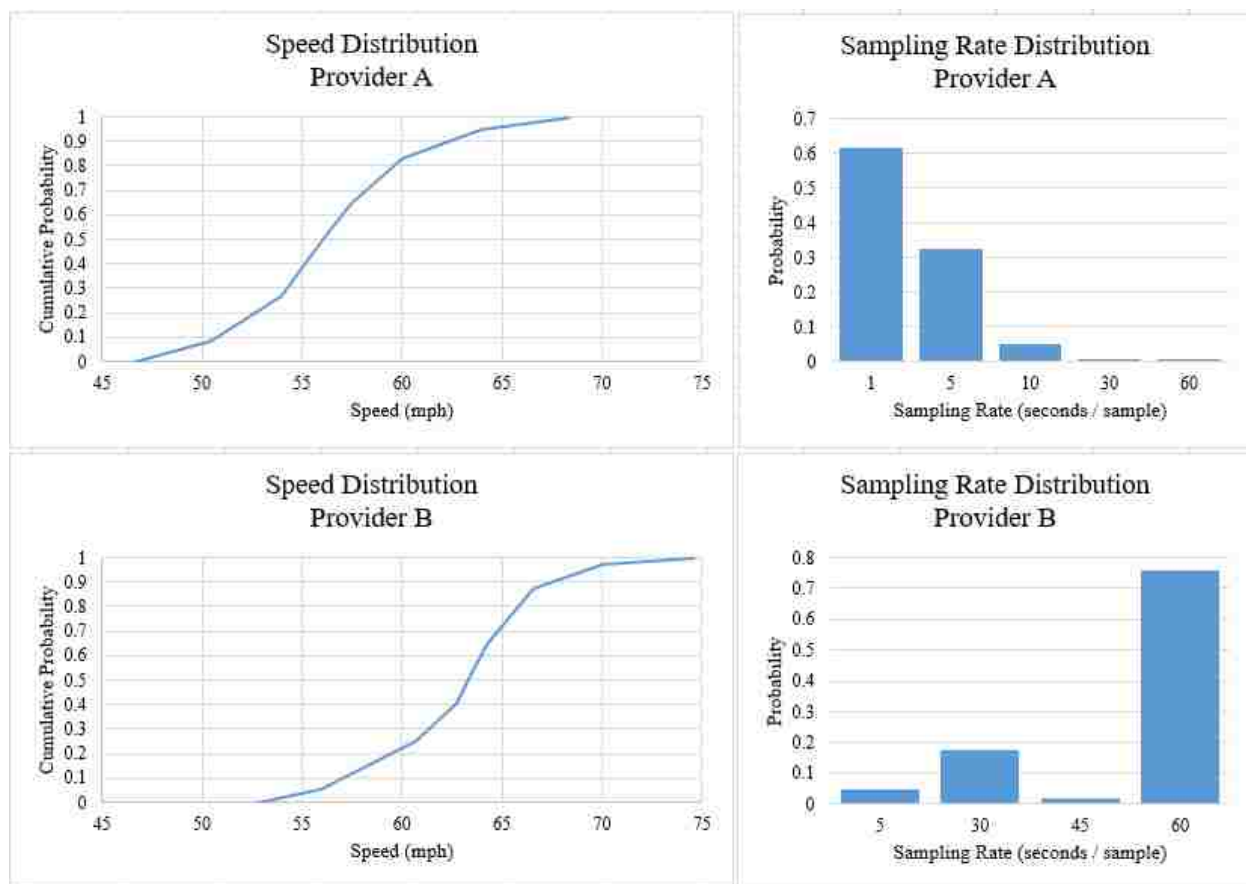 Speed Distribution
Provider A
Cumulative Probability
1
0.9
0.8
0.7
0.6
0.5
0.4
0.3
0.2
0.1
0
45 50 55 60 65 70 75
Speed (mph)
Sampling Rate Distribution
Provider A
Probability
0.7
0.6
0.5
0.4
0.3
0.2
0.1
0
1 5 10 30 60
Sampling Rate (seconds / sample)
Speed Distribution
Provider B
Cumulative Probability
1
0.9
0.8
0.7
0.6
0.5
0.4
0.3
0.2
0.1
0
45 50 55 60 65 70 75
Speed (mph)
Sampling Rate Distribution
Provider B
Probability
0.8
0.7
0.6
0.5
0.4
0.3
0.2
0.1
0
5 30 45 60
Sampling Rate (seconds / sample)